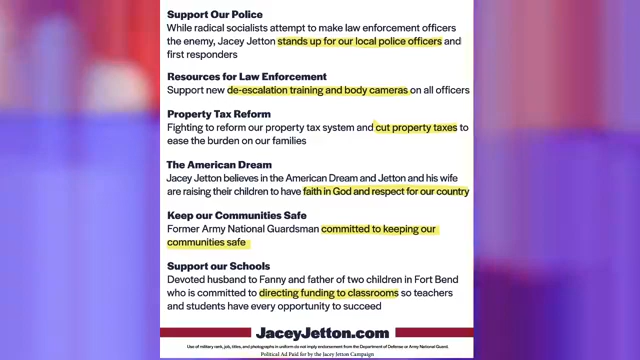 Support Our Police
While radical socialists attempt to make law enforcement officers
the enemy, Jacey Jetton stands up for our local police officers and
first responders
Resources for Law Enforcement
Support new de-escalation training and body cameras on all officers
Property Tax Reform
Fighting to reform our property tax system and cut property taxes to
ease the burden on our families
The American Dream
Jacey Jetton believes in the American Dream and Jetton and his wife
are raising their children to have faith in God and respect for our country
Keep our Communities Safe
Former Army National Guardsman committed to keeping our
communities safe
Support our Schools
Devoted husband to Fanny and father of two children in Fort Bend
who is committed to directing funding to classrooms so teachers
and students have every opportunity to succeed
JaceyJetton.com
Use of military rank, job, titles, and photographs in uniform do not imply endorsement from the Department of Defense or Army National Guard.
Political Ad Paid for by the Jacey Jetton Campaign